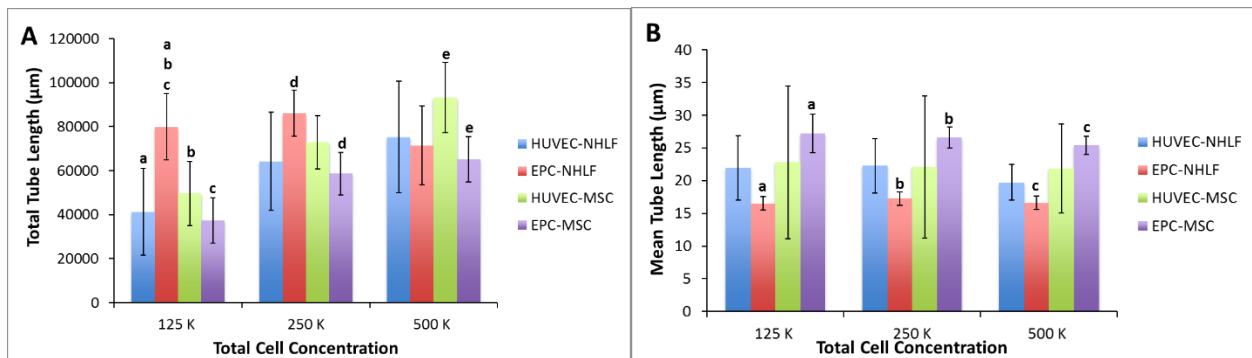 A
Total Tube Length (μm)
120000
100000
80000
60000
40000
20000
0
a
b
c
a
b
c
d
d
e
e
125 K
250 K
500 K
Total Cell Concentration
HUVEC-NHLF
EPC-NHLF
HUVEC-MSC
EPC-MSC
B
Mean Tube Length (μm)
40
35
30
25
20
15
10
5
0
a
a
b
b
c
c
125 K
250 K
500 K
Total Cell Concentration
HUVEC-NHLF
EPC-NHLF
HUVEC-MSC
EPC-MSC